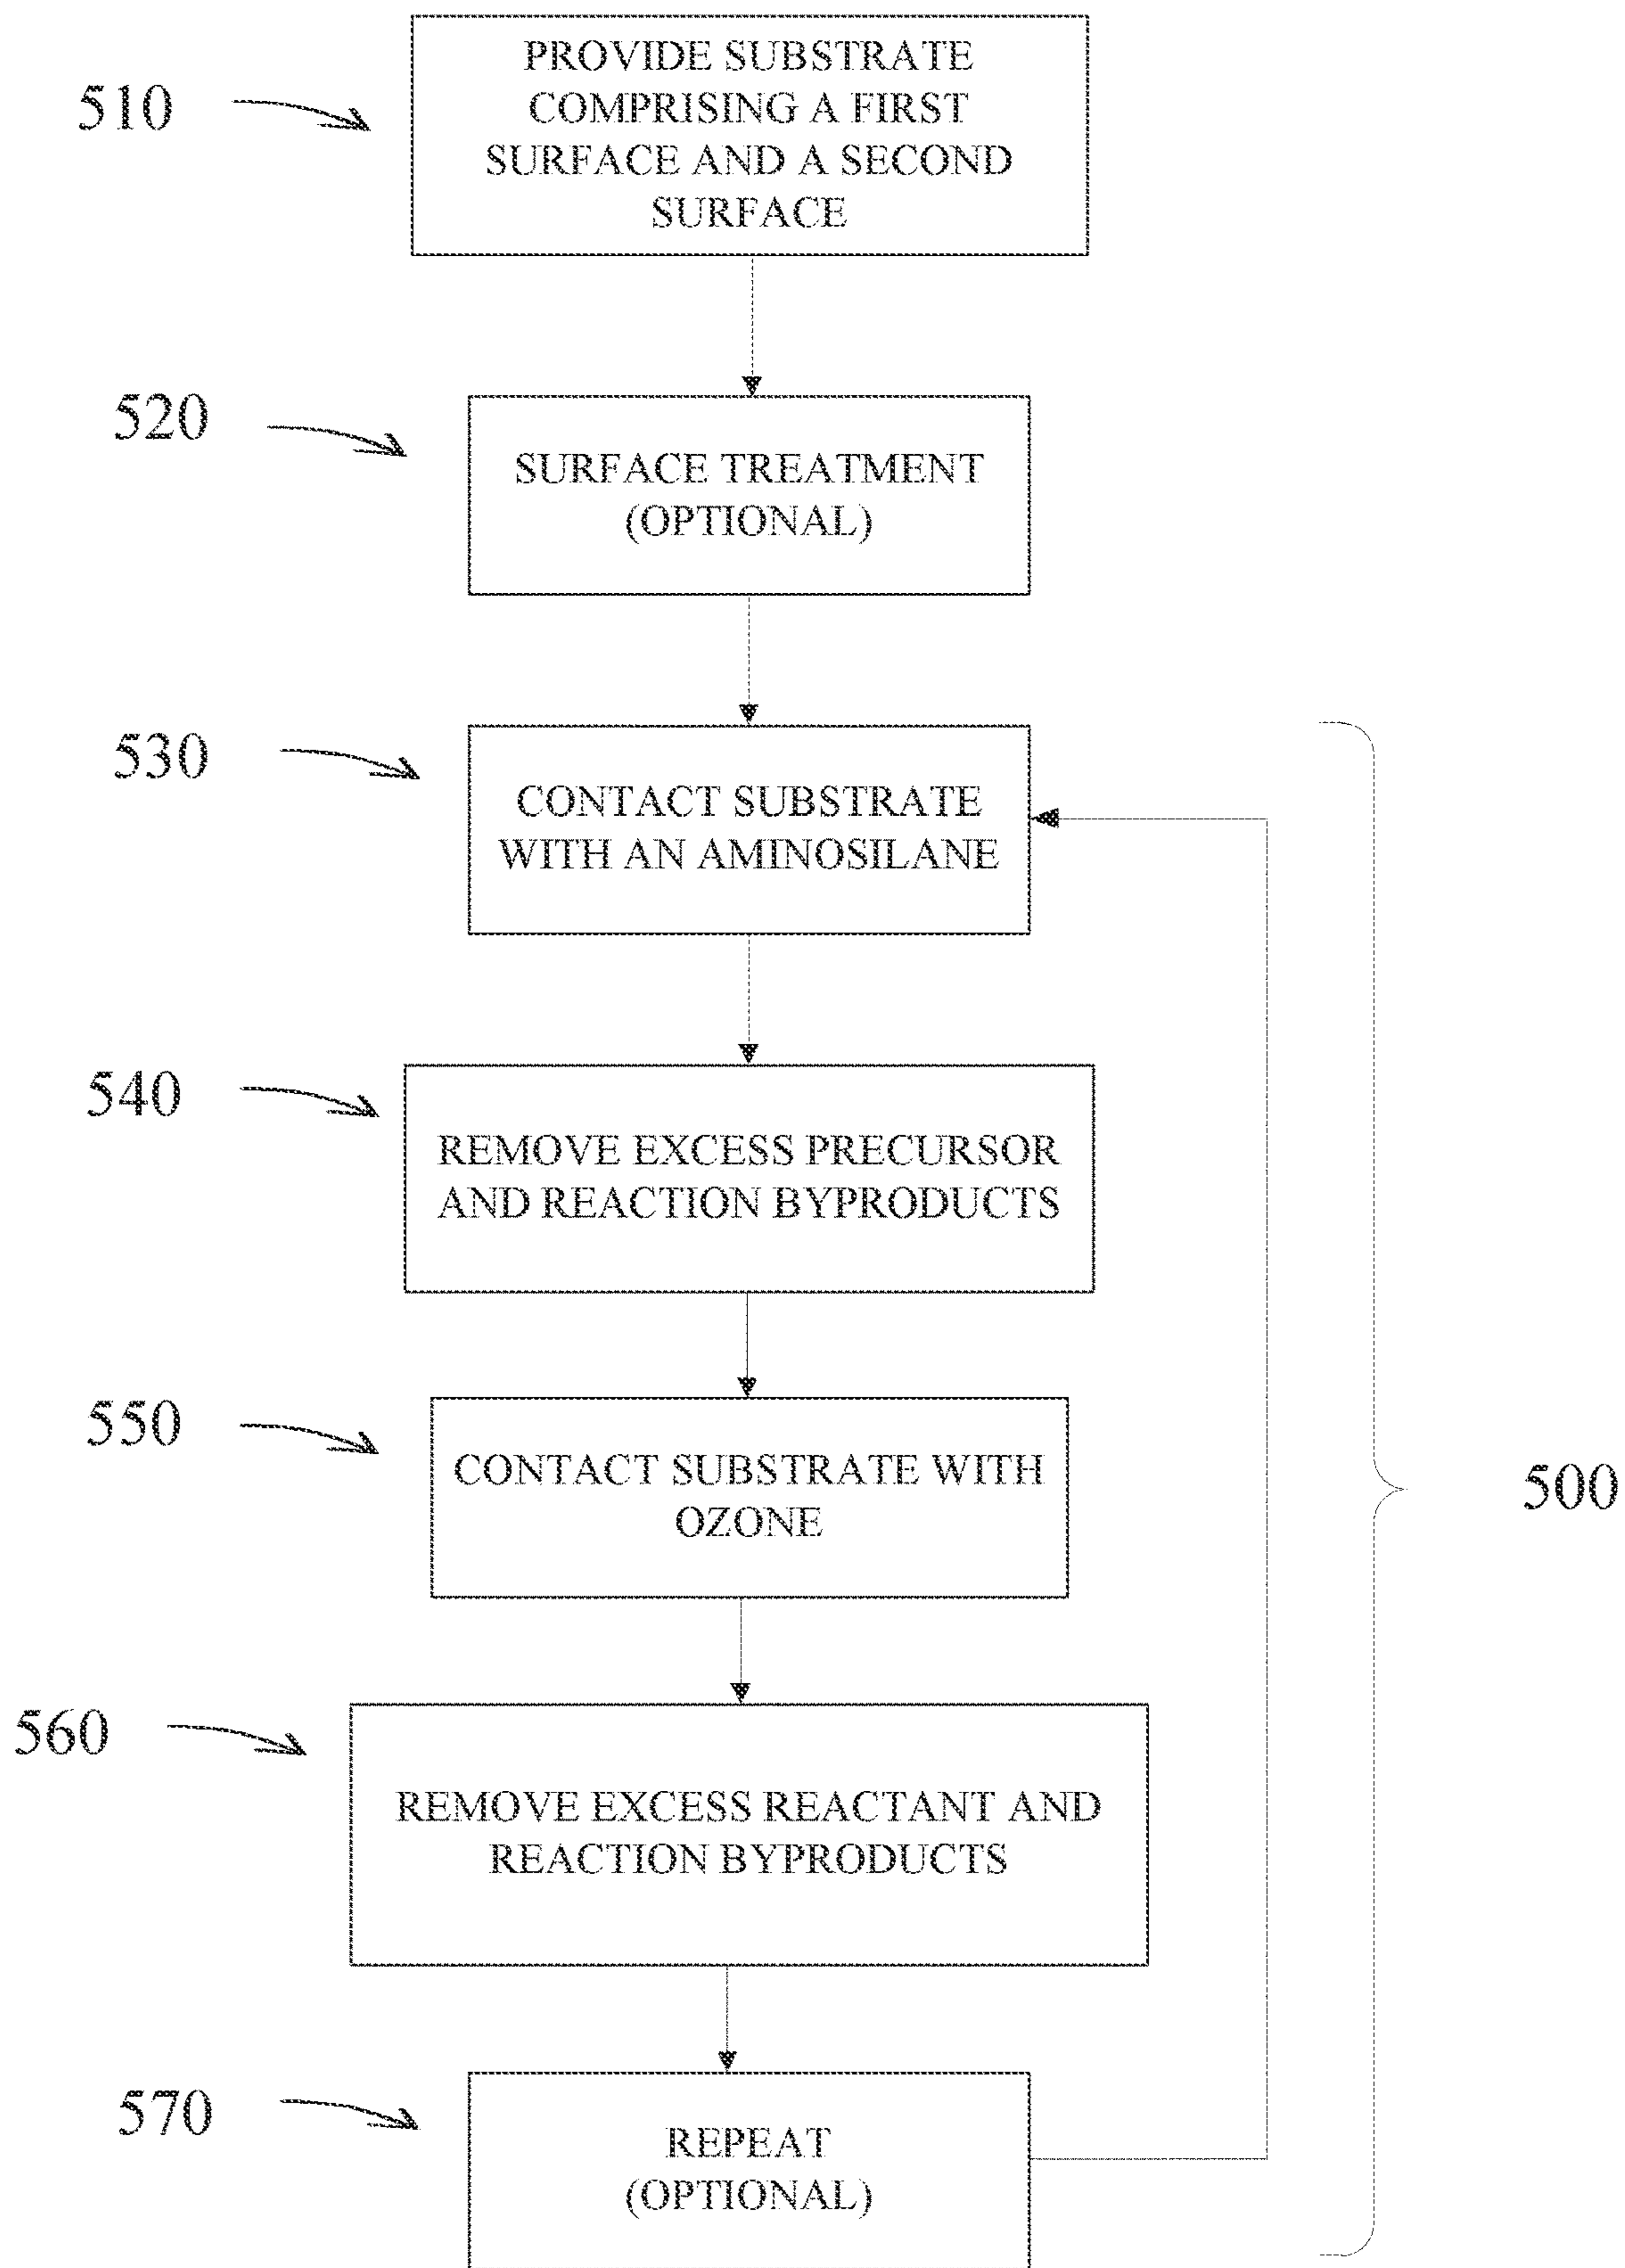 510
PROVIDE SUBSTRATE
COMPRISING A FIRST
SURFACE AND A SECOND
SURFACE
520
SURFACE TREATMENT
(OPTIONAL)
530
CONTACT SUBSTRATE
WITH AN AMINOSILANE
540
REMOVE EXCESS PRECURSOR
AND REACTION BYPRODUCTS
550
CONTACT SUBSTRATE WITH
OZONE
500
560
REMOVE EXCESS REACTANT AND
REACTION BYPRODUCTS
570
REPEAT
(OPTIONAL)